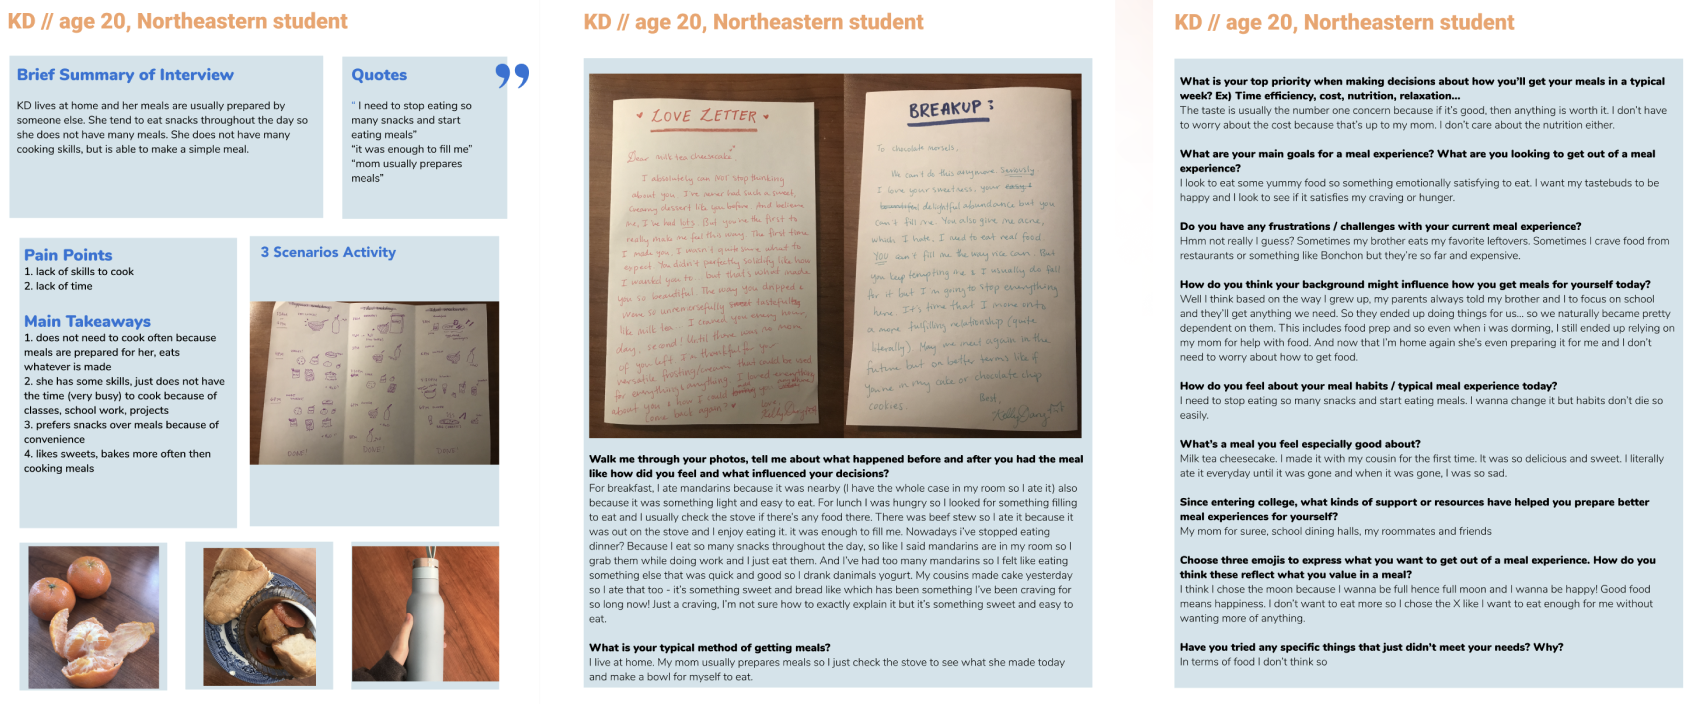 KD // age 20, Northeastern student
Brief Summary of Interview
KD lives at home and her meals are usually prepared by
someone else. She tend to eat snacks throughout the day so
she does not have many meals. She does not have many
cooking skills, but is able to make a simple meal.
Quotes
”
“ I need to stop eating so
many snacks and start
eating meals”
“it was enough to fill me”
“mom usually prepares
meals”
Pain Points
1. lack of skills to cook
2. lack of time
Main Takeaways
1. does not need to cook often because
meals are prepared for her, eats
whatever is made
2. she has some skills, just does not have
the time (very busy) to cook because of
classes, school work, projects
3. prefers snacks over meals because of
convenience
4. likes sweets, bakes more often then
cooking meals
3 Scenarios Activity
DONE!
DONE!
DONE!
KD // age 20, Northeastern student
LOVE LETTER
Dear milk tea cheesecake
I absolutely can NOT stop thinking
about you. I've never had such a sweet,
creamy dessert like you before. And believe
me, I've had lots. But you're the first to
really make me feel this way. The first time
I made you, I wasn't quite sure what to
expect. You didn't perfectly solidify like how
I wanted you to... but that's what made
you so beautiful. The way you dripped &
were so unreversefully sweet tastefully
like milk tea. I craved you every hour,
day, second! Until there was no more
of you left. I'm thankful for your
versatile frosting/cream that could be used
for everything & anything. I loved everything
about you & how I could
come back again?
love,
BREAKUP:
To chocolate morsels,
We can't do this anymore. Seriously.
I love your sweetness, your
delightful abundance but you
can't fill me. You also give me acne,
which I hate. I need to eat real food.
YOU can't fill me the way rice can. But
you keep tempting me & I usually do fall
for it but I'm going to stop everything
here. It's time that I move onto
a more fulfilling relationship (quite
literally). May we meet again in the
future but on better terms like if
you're in my cake or chocolate chip
cookies.
Best,
Walk me through your photos, tell me about what happened before and after you had the meal
like how did you feel and what influenced your decisions?
For breakfast, I ate mandarins because it was nearby (I have the whole case in my room so I ate it) also
because it was something light and easy to eat. For lunch I was hungry so I looked for something filling
to eat and I usually check the stove if there's any food there. There was beef stew so I ate it because it
was out on the stove and I enjoy eating it. it was enough to fill me. Nowadays i've stopped eating
dinner? Because I eat so many snacks throughout the day, so like I said mandarins are in my room so I
grab them while doing work and I just eat them. And I've had too many mandarins so I felt like eating
something else that was quick and good so I drank danimals yogurt. My cousins made cake yesterday
so I ate that too - it's something sweet and bread like which has been something I've been craving for
so long now! Just a craving, I'm not sure how to exactly explain it but it's something sweet and easy to
eat.
What is your typical method of getting meals?
I live at home. My mom usually prepares meals so I just check the stove to see what she made today
and make a bowl for myself to eat.
KD // age 20, Northeastern student
What is your top priority when making decisions about how you'll get your meals in a typical
week? Ex) Time efficiency, cost, nutrition, relaxation...
The taste is usually the number one concern because if it's good, then anything is worth it. I don't have
to worry about the cost because that's up to my mom. I don't care about the nutrition either.
What are your main goals for a meal experience? What are you looking to get out of a meal
experience?
I look to eat some yummy food so something emotionally satisfying to eat. I want my tastebuds to be
happy and I look to see if it satisfies my craving or hunger.
Do you have any frustrations / challenges with your current meal experience?
Hmm not really I guess? Sometimes my brother eats my favorite leftovers. Sometimes I crave food from
restaurants or something like Bonchon but they're so far and expensive.
How do you think your background might influence how you get meals for yourself today?
Well I think based on the way I grew up, my parents always told my brother and I to focus on school
and they'll get anything we need. So they ended up doing things for us... so we naturally became pretty
dependent on them. This includes food prep and so even when i was dorming, I still ended up relying on
my mom for help with food. And now that I'm home again she's even preparing it for me and I don't
need to worry about how to get food.
How do you feel about your meal habits / typical meal experience today?
I need to stop eating so many snacks and start eating meals. I wanna change it but habits don't die so
easily.
What's a meal you feel especially good about?
Milk tea cheesecake. I made it with my cousin for the first time. It was so delicious and sweet. I literally
ate it everyday until it was gone and when it was gone, I was so sad.
Since entering college, what kinds of support or resources have helped you prepare better
meal experiences for yourself?
My mom for suree, school dining halls, my roommates and friends
Choose three emojis to express what you want to get out of a meal experience. How do you
think these reflect what you value in a meal?
I think I chose the moon because I wanna be full hence full moon and I wanna be happy! Good food
means happiness. I don't want to eat more so I chose the X like I want to eat enough for me without
wanting more of anything.
Have you tried any specific things that just didn't meet your needs? Why?
In terms of food I don't think so